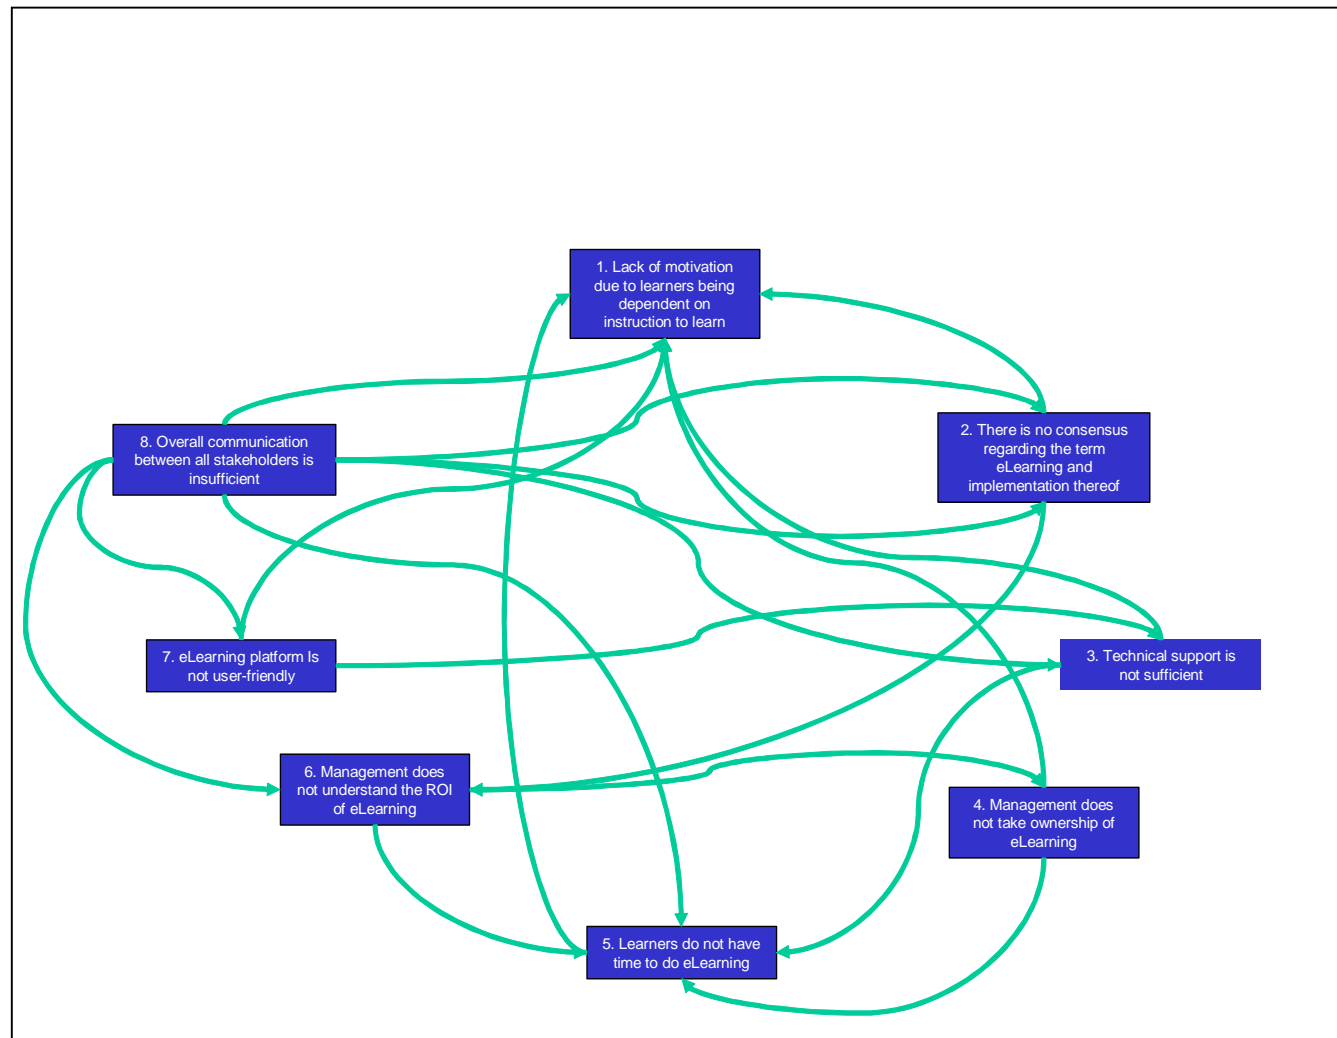 1. Lack of motivation
due to learners being
dependent on
instruction to learn
8. Overall communication
between all stakeholders is
insufficient
2. There is no consensus
regarding the term
eLearning and
implementation thereof
7. eLearning platform Is
not user-friendly
3. Technical support is
not sufficient
6. Management does
not understand the ROI
of eLearning
4. Management does
not take ownership of
eLearning
5. Learners do not have
time to do eLearning